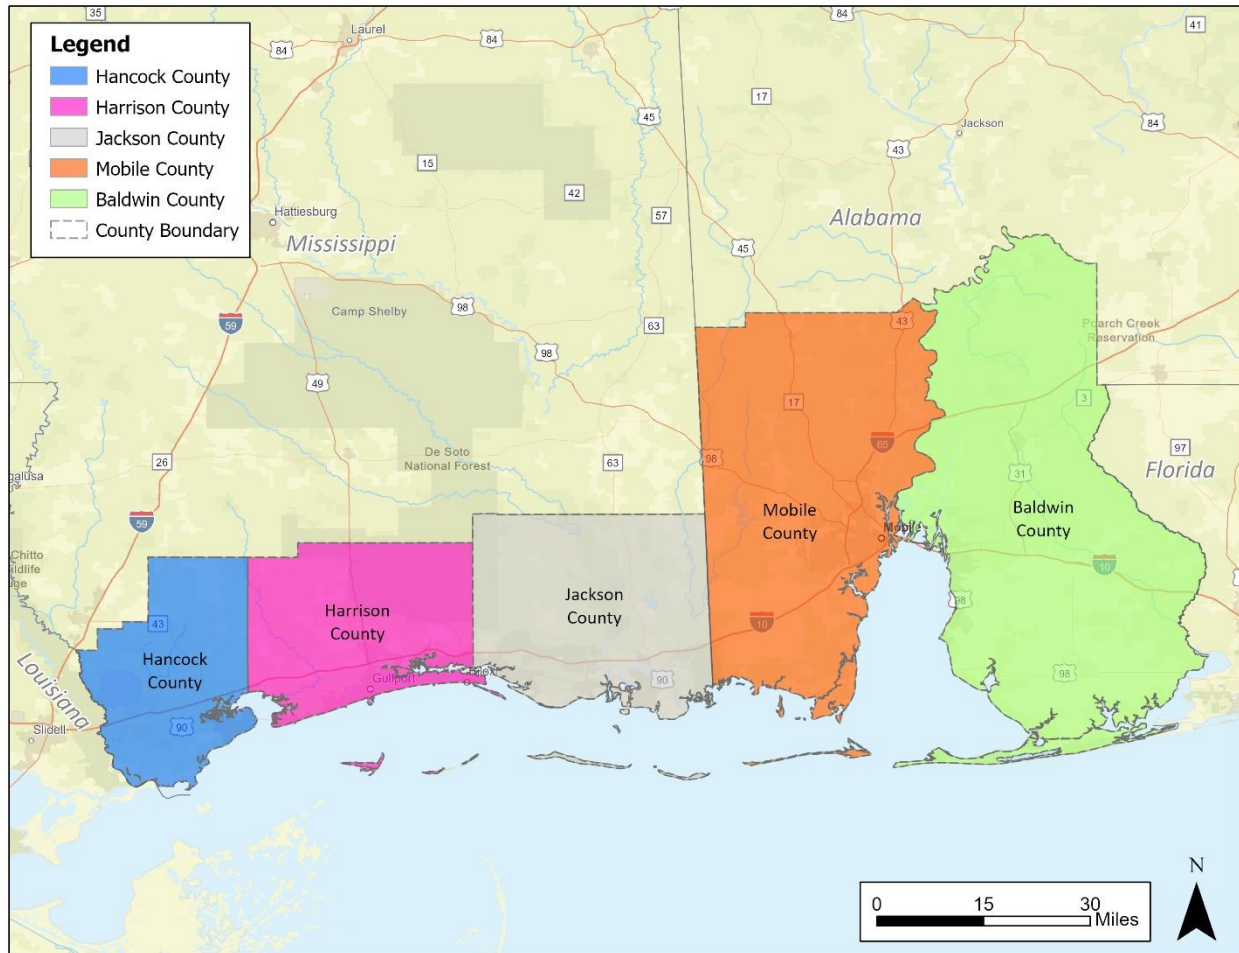 35
84
41
Laurel
84
84
Legend
Hancock County
Harrison County
Jackson County
Mobile County
Baldwin County
County Boundary
17
45
Jackson
84
43
15
42
Hattiesburg
57
Mississippi
Alabama
45
Camp Shelby
98
43
59
63
Poarch Creek
Reservation
98
49
3
17
De Soto
National Forest
65
26
63
98
97
Florida
galusa
31
59
Mobile
County
Baldwin
County
Mobile
Chitto
10
Jackson
County
98
Harrison
County
43
10
Hancock
County
Louisiana
Gulfport
90
98
90
Slidell
N
0
15
30
Miles